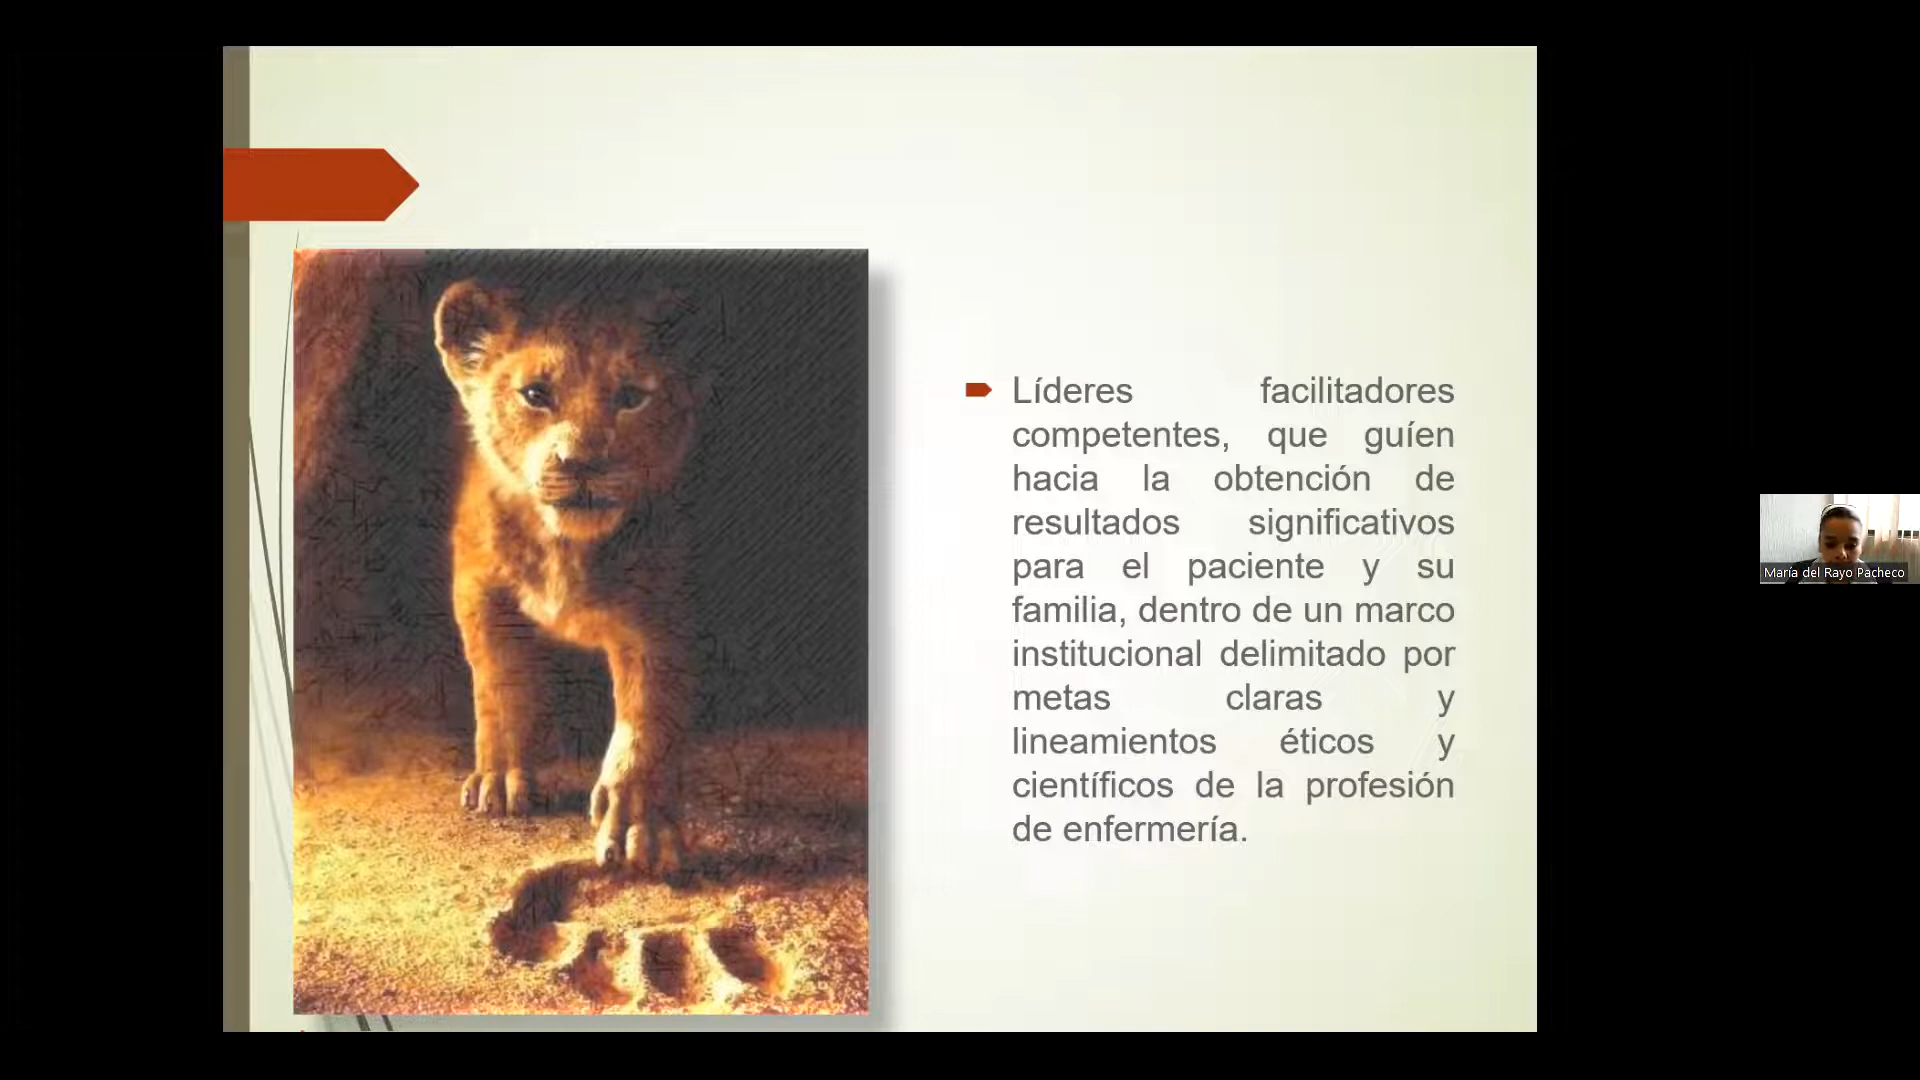 Líderes facilitadores
competentes, que guíen
hacia la obtención de
resultados significativos
para el paciente y su
familia, dentro de un marco
institucional delimitado por
metas claras y
lineamientos éticos y
científicos de la profesión
de enfermería.
María del Rayo Pacheco